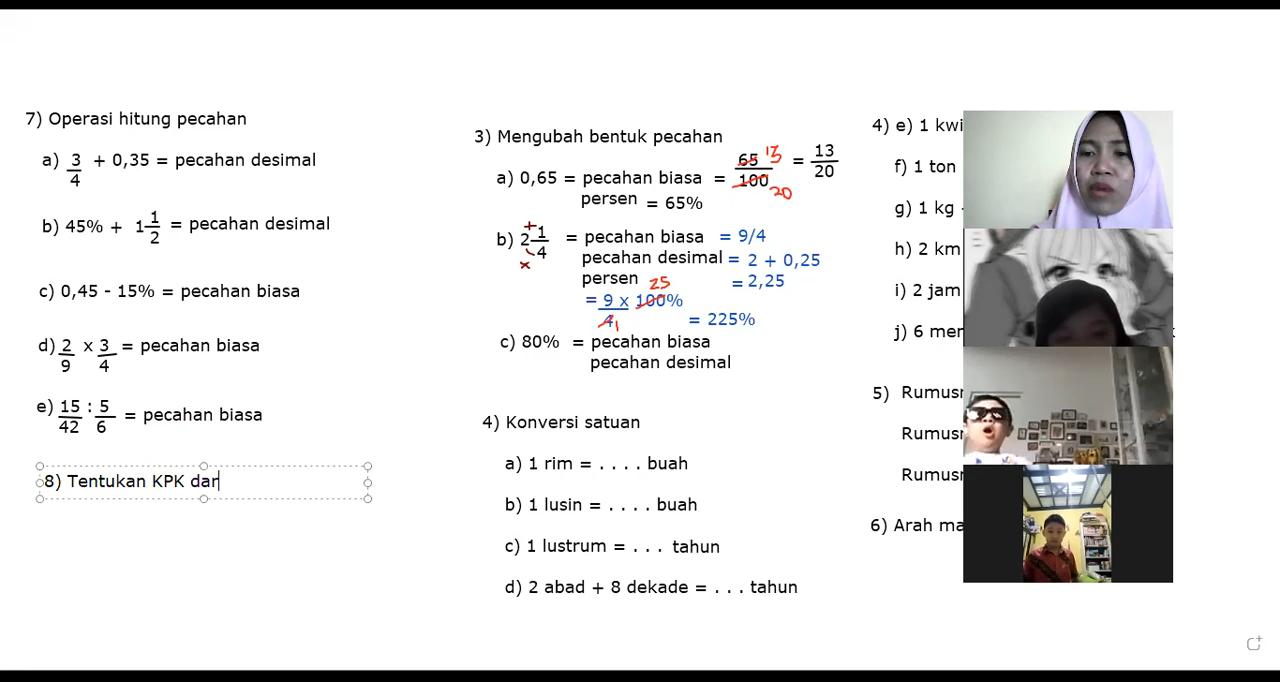 7) Operasi hitung pecahan
a) 3/4 + 0,35 = pecahan desimal
b) 45% + 1 1/2 = pecahan desimal
c) 0,45 - 15% = pecahan biasa
d) 2/9 x 3/4 = pecahan biasa
e) 15/42 : 5/6 = pecahan biasa
8) Tentukan KPK dar
3) Mengubah bentuk pecahan
a) 0,65 = pecahan biasa = 65/100 13 20 = 13/20
persen = 65%
b) 2 1/4 + x = pecahan biasa = 9/4
pecahan desimal = 2 + 0,25
persen = 2,25
= 9 x 100% / 4 25 1
= 225%
c) 80% = pecahan biasa
pecahan desimal
4) Konversi satuan
a) 1 rim = . . . . buah
b) 1 lusin = . . . . buah
c) 1 lustrum = . . . tahun
d) 2 abad + 8 dekade = . . . tahun
4) e) 1 kwi
f) 1 ton
g) 1 kg
h) 2 km
i) 2 jam
j) 6 mer
5) Rumus
Rumus
Rumus
6) Arah ma